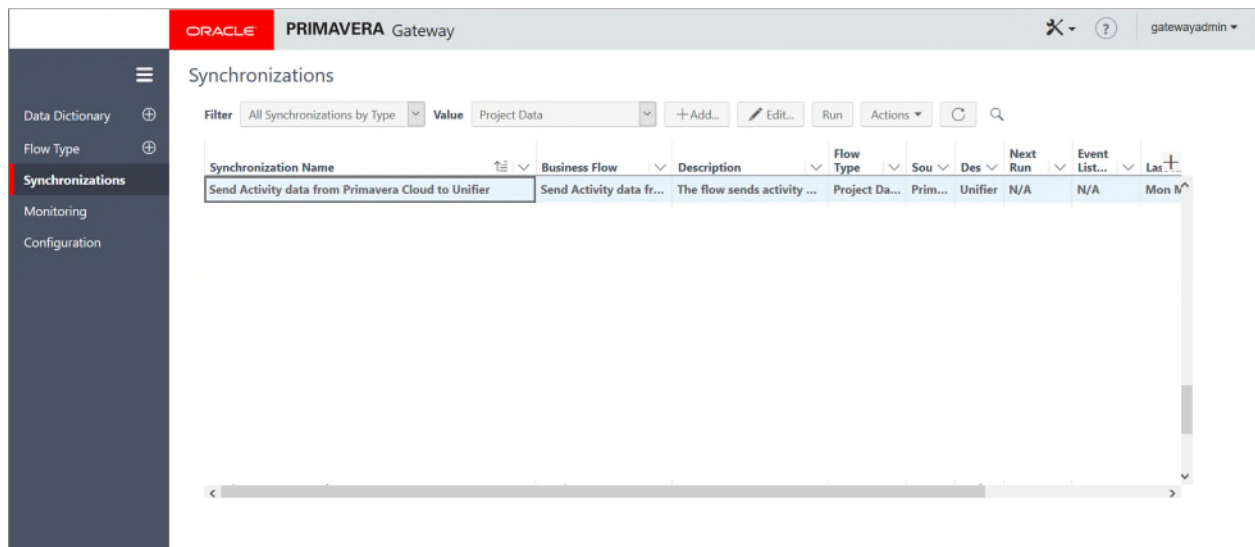 ORACLE PRIMAVERA Gateway ? gatewayadmin
Synchronizations
Data Dictionary
Flow Type
Synchronizations
Monitoring
Configuration
Filter All Synchronizations by Type Value Project Data Add... Edit... Run Actions
Synchronization Name Business Flow Description Flow Type Sou Des Next Run Event List... Las...
Send Activity data from Primavera Cloud to Unifier Send Activity data fr... The flow sends activity ... Project Da... Prim... Unifier N/A N/A Mon M